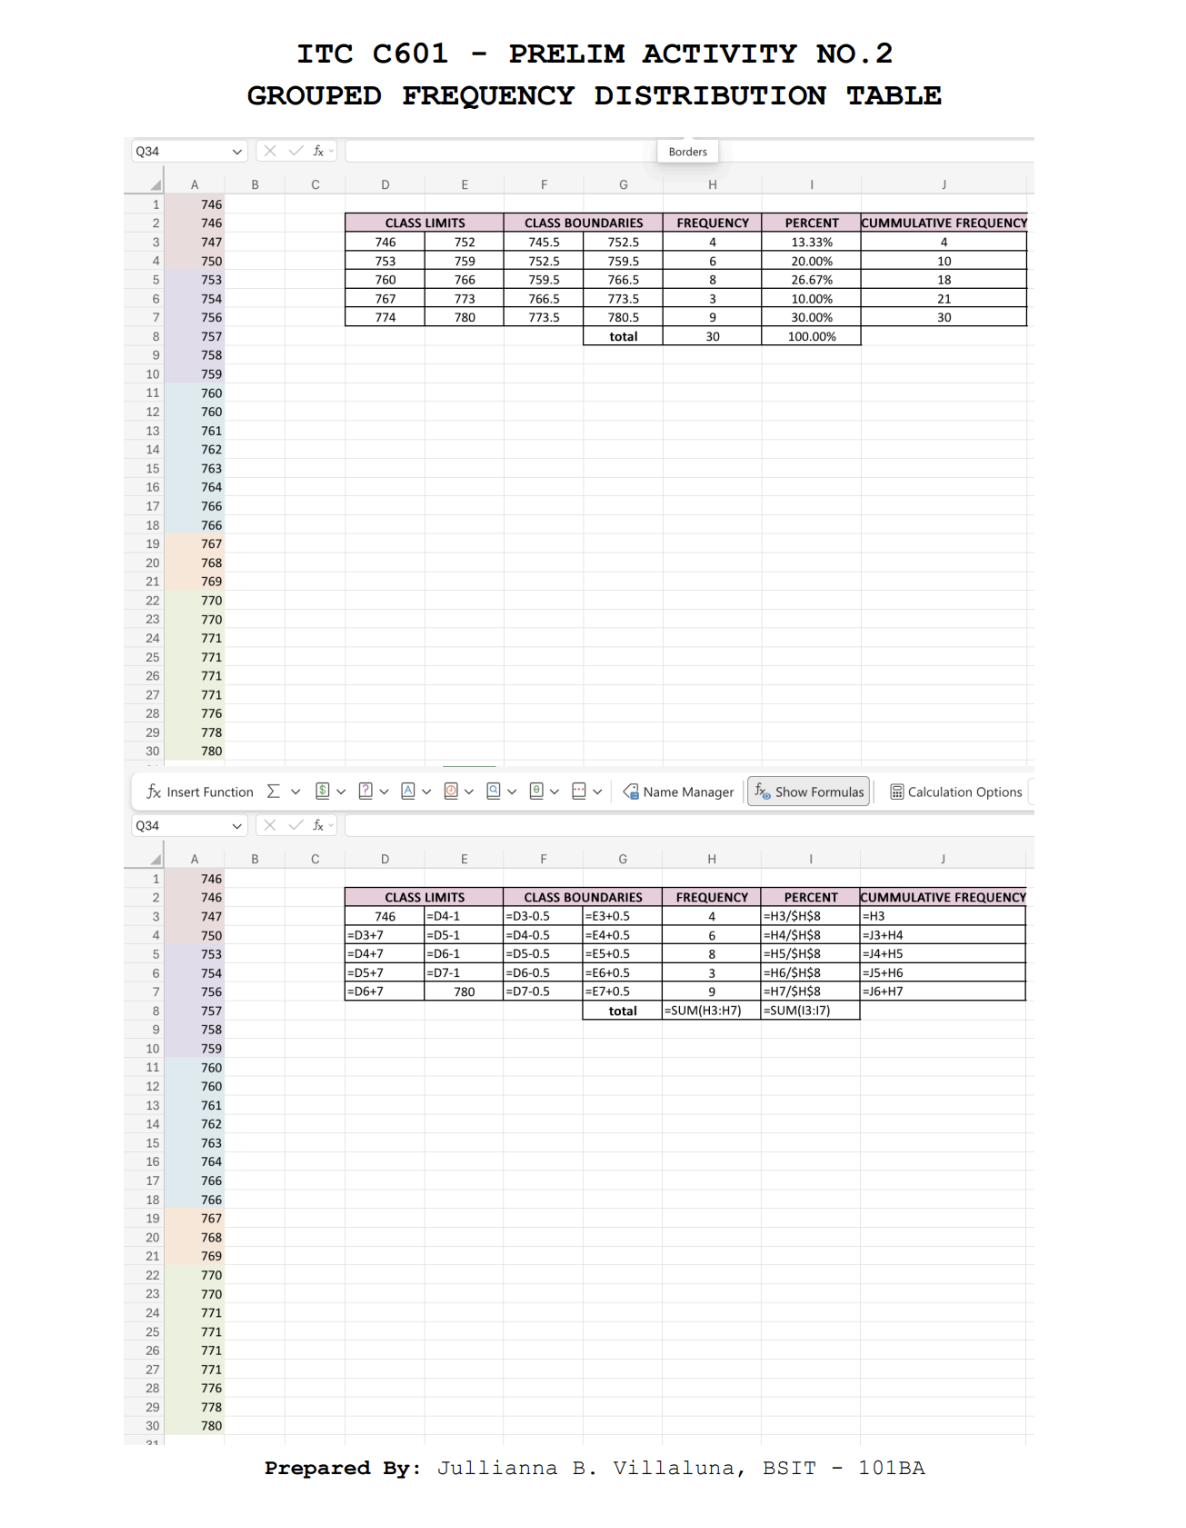 ITC C601 - PRELIM ACTIVITY NO.2
GROUPED FREQUENCY DISTRIBUTION TABLE
Q34 fx Borders
A B C D E F G H I J
1 746
2 746 CLASS LIMITS CLASS BOUNDARIES FREQUENCY PERCENT CUMMULATIVE FREQUENCY
3 747 746 752 745.5 752.5 4 13.33% 4
4 750 753 759 752.5 759.5 6 20.00% 10
5 753 760 766 759.5 766.5 8 26.67% 18
6 754 767 773 766.5 773.5 3 10.00% 21
7 756 774 780 773.5 780.5 9 30.00% 30
8 757 total 30 100.00%
9 758
10 759
11 760
12 760
13 761
14 762
15 763
16 764
17 766
18 766
19 767
20 768
21 769
22 770
23 770
24 771
25 771
26 771
27 771
28 776
29 778
30 780
fx Insert Function Σ $ ? A Q θ Name Manager fx Show Formulas Calculation Options
Q34 fx
A B C D E F G H I J
1 746
2 746 CLASS LIMITS CLASS BOUNDARIES FREQUENCY PERCENT CUMMULATIVE FREQUENCY
3 747 746 =D4-1 =D3-0.5 =E3+0.5 4 =H3/$H$8 =H3
4 750 =D3+7 =D5-1 =D4-0.5 =E4+0.5 6 =H4/$H$8 =J3+H4
5 753 =D4+7 =D6-1 =D5-0.5 =E5+0.5 8 =H5/$H$8 =J4+H5
6 754 =D5+7 =D7-1 =D6-0.5 =E6+0.5 3 =H6/$H$8 =J5+H6
7 756 =D6+7 780 =D7-0.5 =E7+0.5 9 =H7/$H$8 =J6+H7
8 757 total =SUM(H3:H7) =SUM(I3:I7)
9 758
10 759
11 760
12 760
13 761
14 762
15 763
16 764
17 766
18 766
19 767
20 768
21 769
22 770
23 770
24 771
25 771
26 771
27 771
28 776
29 778
30 780
31
Prepared By: Jullianna B. Villaluna, BSIT - 101BA